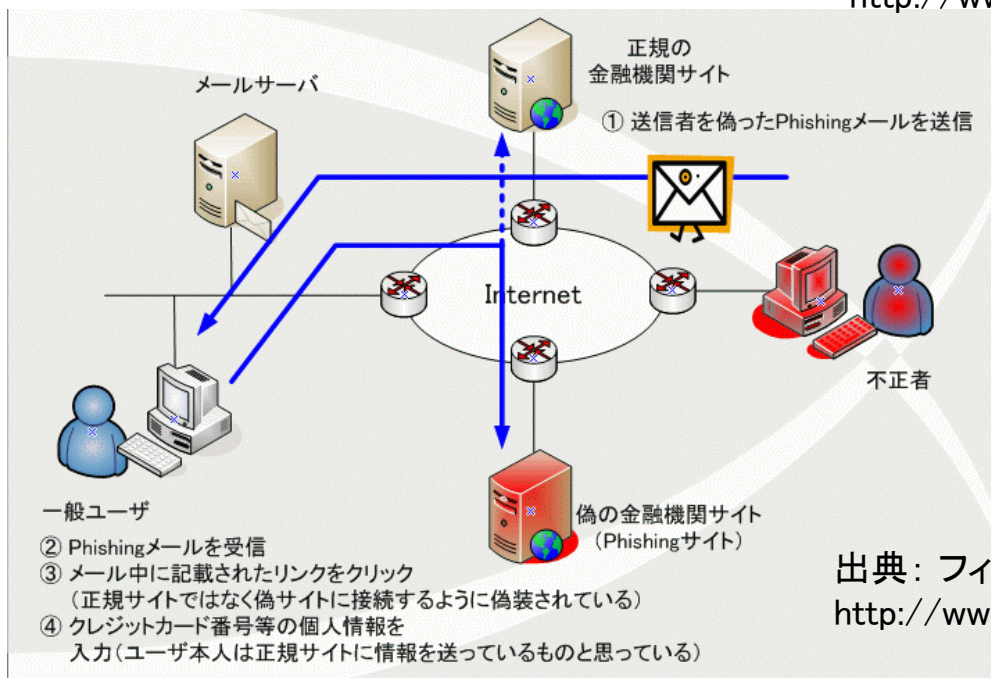 http://ww
正規の
金融機関サイト
メールサーバ
① 送信者を偽ったPhishingメールを送信
Internet
不正者
一般ユーザ
偽の金融機関サイト
（Phishingサイト）
② Phishingメールを受信
③ メール中に記載されたリンクをクリック
（正規サイトではなく偽サイトに接続するように偽装されている）
④ クレジットカード番号等の個人情報を
入力（ユーザ本人は正規サイトに情報を送っているものと思っている）
出典： フィ
http://ww